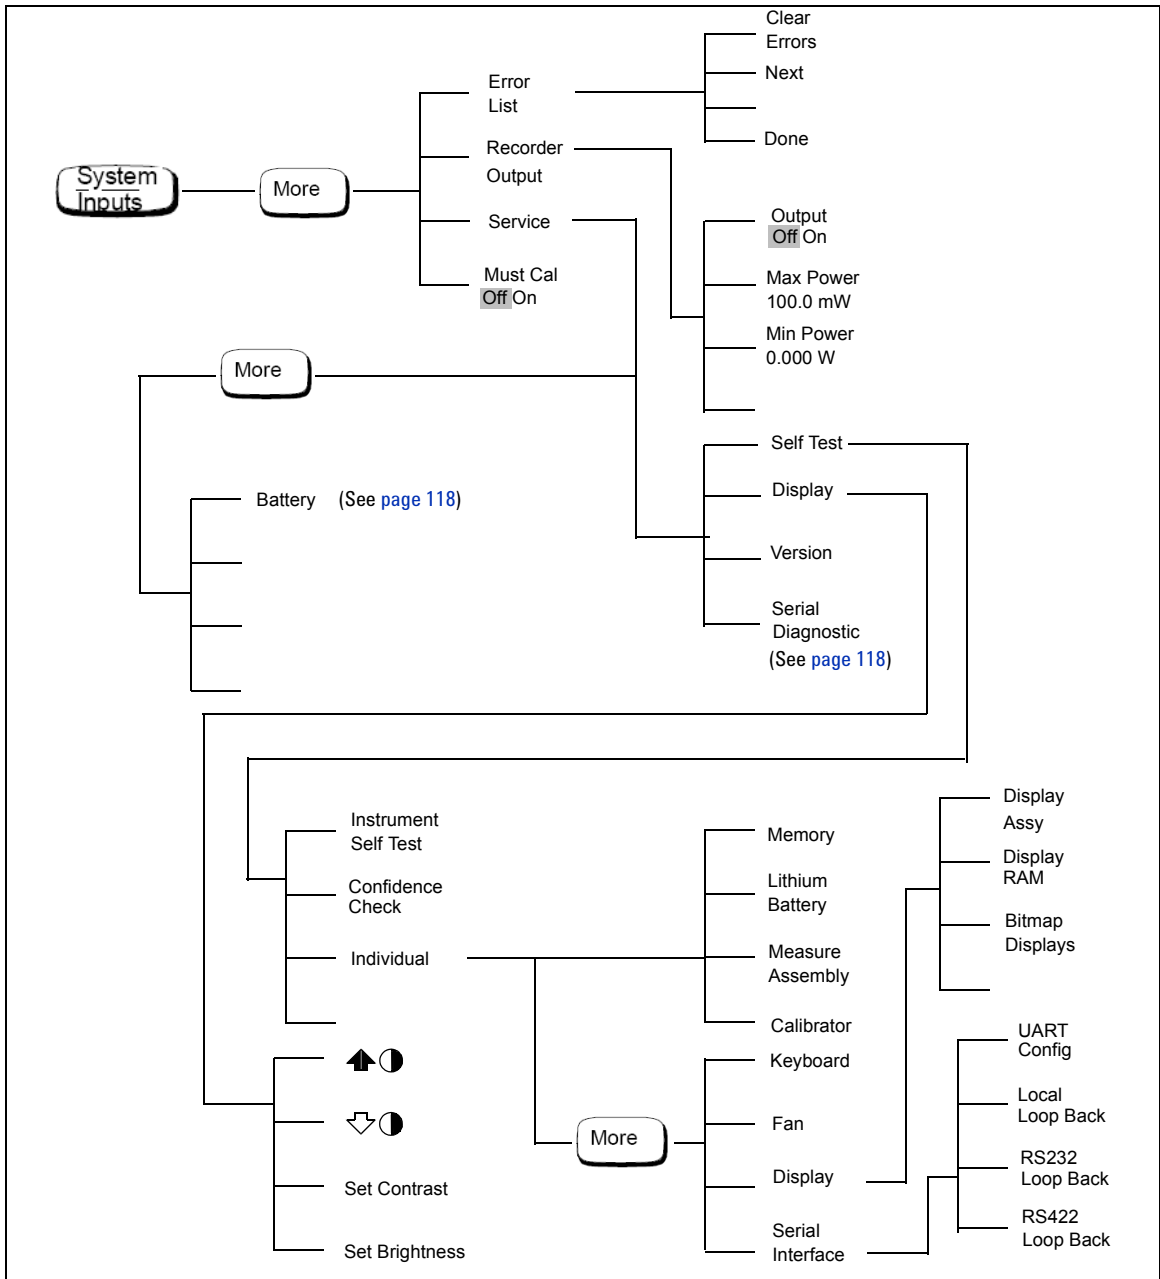 Clear
Errors
Next
Done
Error
List
Recorder
Output
Service
Must Cal
Off On
System
Inputs
More
Output
Off On
Max Power
100.0 mW
Min Power
0.000 W
More
Battery (See page 118)
Self Test
Display
Version
Serial
Diagnostic
(See page 118)
Instrument
Self Test
Confidence
Check
Individual
Memory
Lithium
Battery
Measure
Assembly
Calibrator
Display
Assy
Display
RAM
Bitmap
Displays
Set Contrast
Set Brightness
More
Keyboard
Fan
Display
Serial
Interface
UART
Config
Local
Loop Back
RS232
Loop Back
RS422
Loop Back